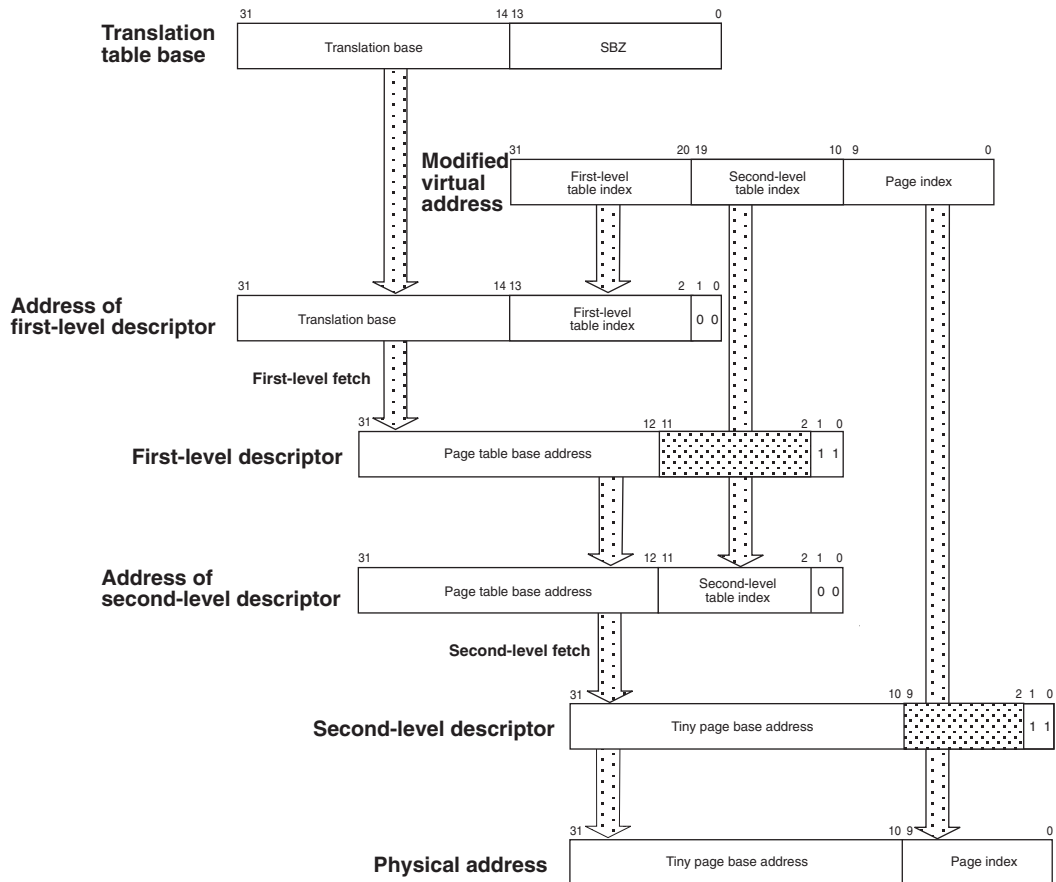 31 14 13 0
Translation
table base
Translation base SBZ
31 20 19 10 9 0
Modified
virtual
address
First-level
table index
Second-level
table index
Page index
31 14 13 2 1 0
Address of
first-level descriptor
Translation base
First-level
table index
0 0
First-level fetch
31 12 11 2 1 0
First-level descriptor
Page table base address
1 1
31 12 11 2 1 0
Address of
second-level descriptor
Page table base address
Second-level
table index
0 0
Second-level fetch
31 10 9 2 1 0
Second-level descriptor
Tiny page base address
1 1
31 10 9 0
Physical address
Tiny page base address
Page index